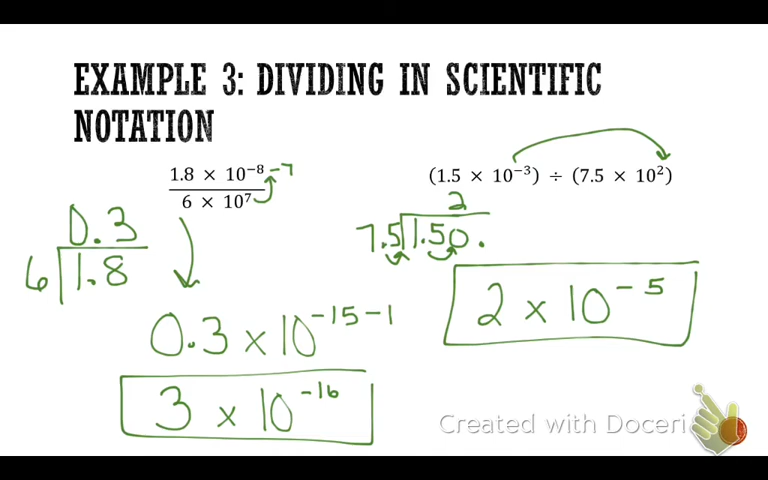 EXAMPLE 3: DIVIDING IN SCIENTIFIC
NOTATION
1.8 × 10⁻⁸ -7
6 × 10⁷
0.3
6 1.8
0.3 × 10⁻¹⁵⁻¹
3 × 10⁻¹⁶
(1.5 × 10⁻³) ÷ (7.5 × 10²)
2
7.5 1.50.
2 × 10⁻⁵
Created with Doceri